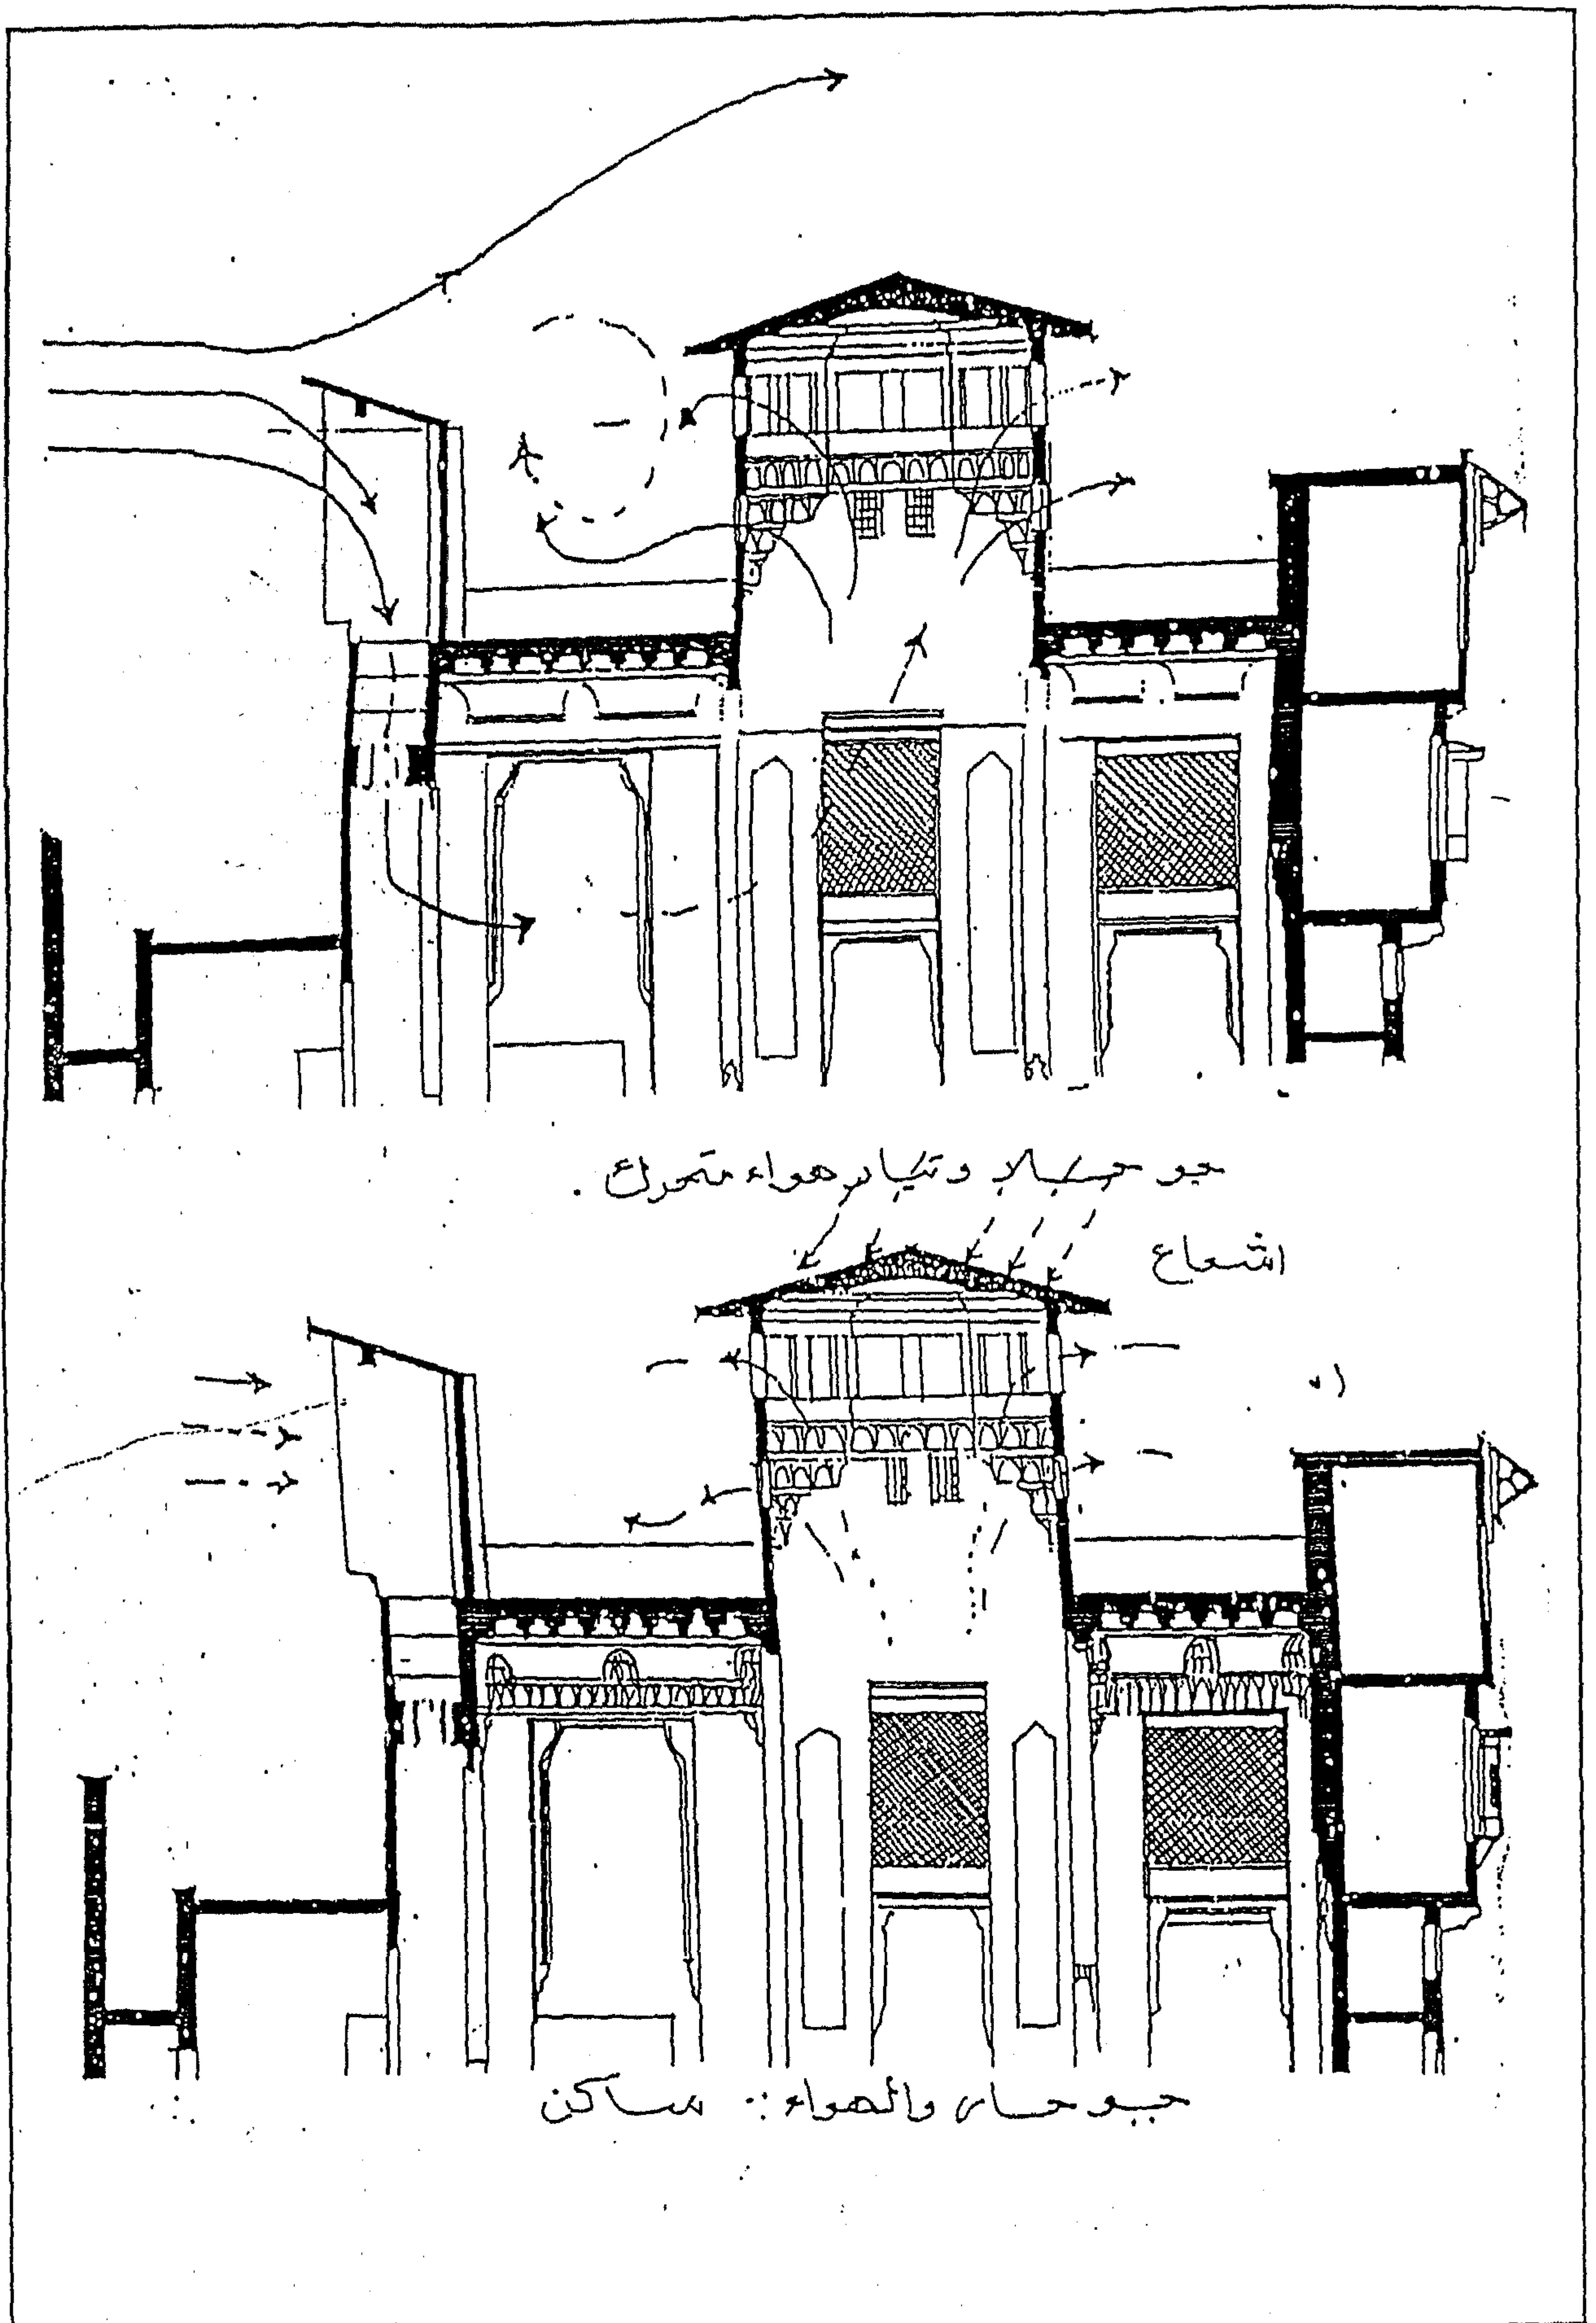 جو حار وتيار هواء متحرك .
اشعاع
جو حار والهواء ساكن